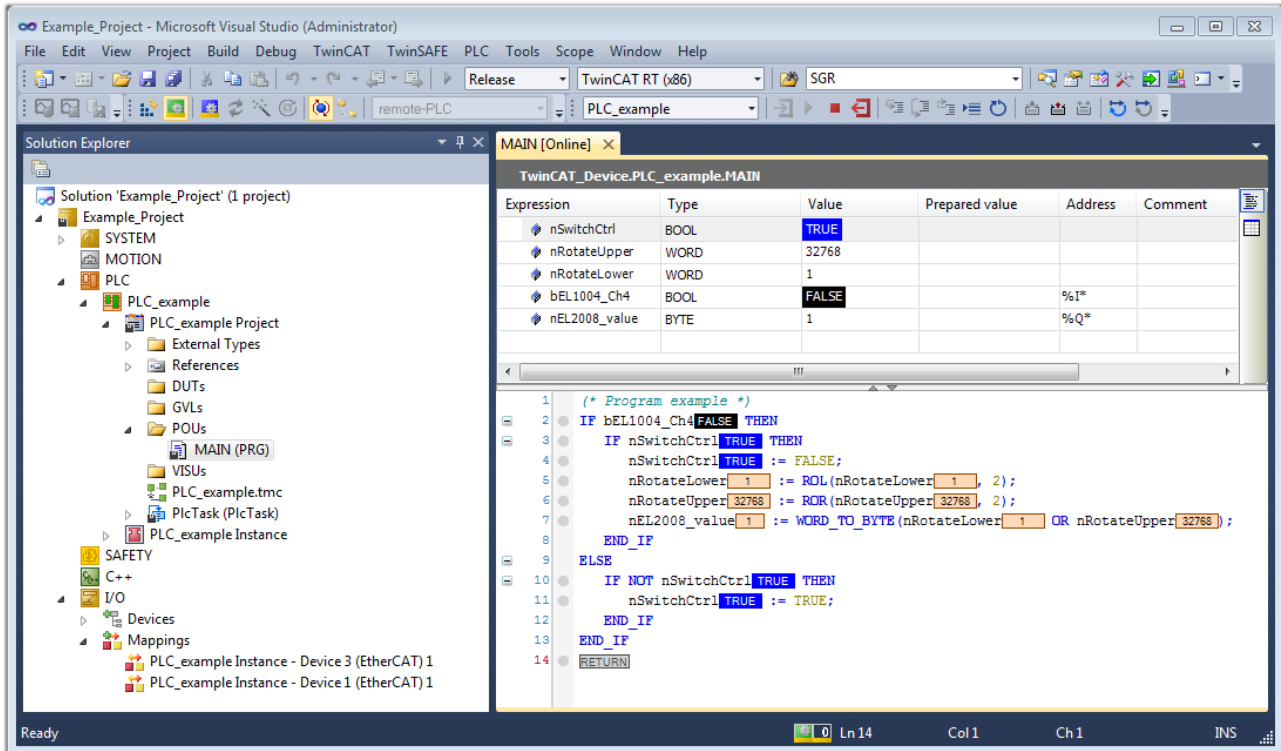 Example_Project - Microsoft Visual Studio (Administrator)
File Edit View Project Build Debug TwinCAT TwinSAFE PLC Tools Scope Window Help
Release TwinCAT RT (x86) SGR
remote-PLC PLC_example
Solution Explorer
Solution 'Example_Project' (1 project)
Example_Project
SYSTEM
MOTION
PLC
PLC_example
PLC_example Project
External Types
References
DUTs
GVLs
POUs
MAIN (PRG)
VISUs
PLC_example.tmc
PlcTask (PlcTask)
PLC_example Instance
SAFETY
C++
I/O
Devices
Mappings
PLC_example Instance - Device 3 (EtherCAT) 1
PLC_example Instance - Device 1 (EtherCAT) 1
MAIN [Online]
TwinCAT_Device.PLC_example.MAIN
Expression Type Value Prepared value Address Comment
nSwitchCtrl BOOL TRUE
nRotateUpper WORD 32768
nRotateLower WORD 1
bEL1004_Ch4 BOOL FALSE %I*
nEL2008_value BYTE 1 %Q*
1 (* Program example *)
2 IF bEL1004_Ch4 FALSE THEN
3 IF nSwitchCtrl TRUE THEN
4 nSwitchCtrl TRUE := FALSE;
5 nRotateLower 1 := ROL(nRotateLower 1 , 2);
6 nRotateUpper 32768 := ROR(nRotateUpper 32768 , 2);
7 nEL2008_value 1 := WORD_TO_BYTE(nRotateLower 1 OR nRotateUpper 32768 );
8 END_IF
9 ELSE
10 IF NOT nSwitchCtrl TRUE THEN
11 nSwitchCtrl TRUE := TRUE;
12 END_IF
13 END_IF
14 RETURN
Ready 0 Ln 14 Col 1 Ch 1 INS